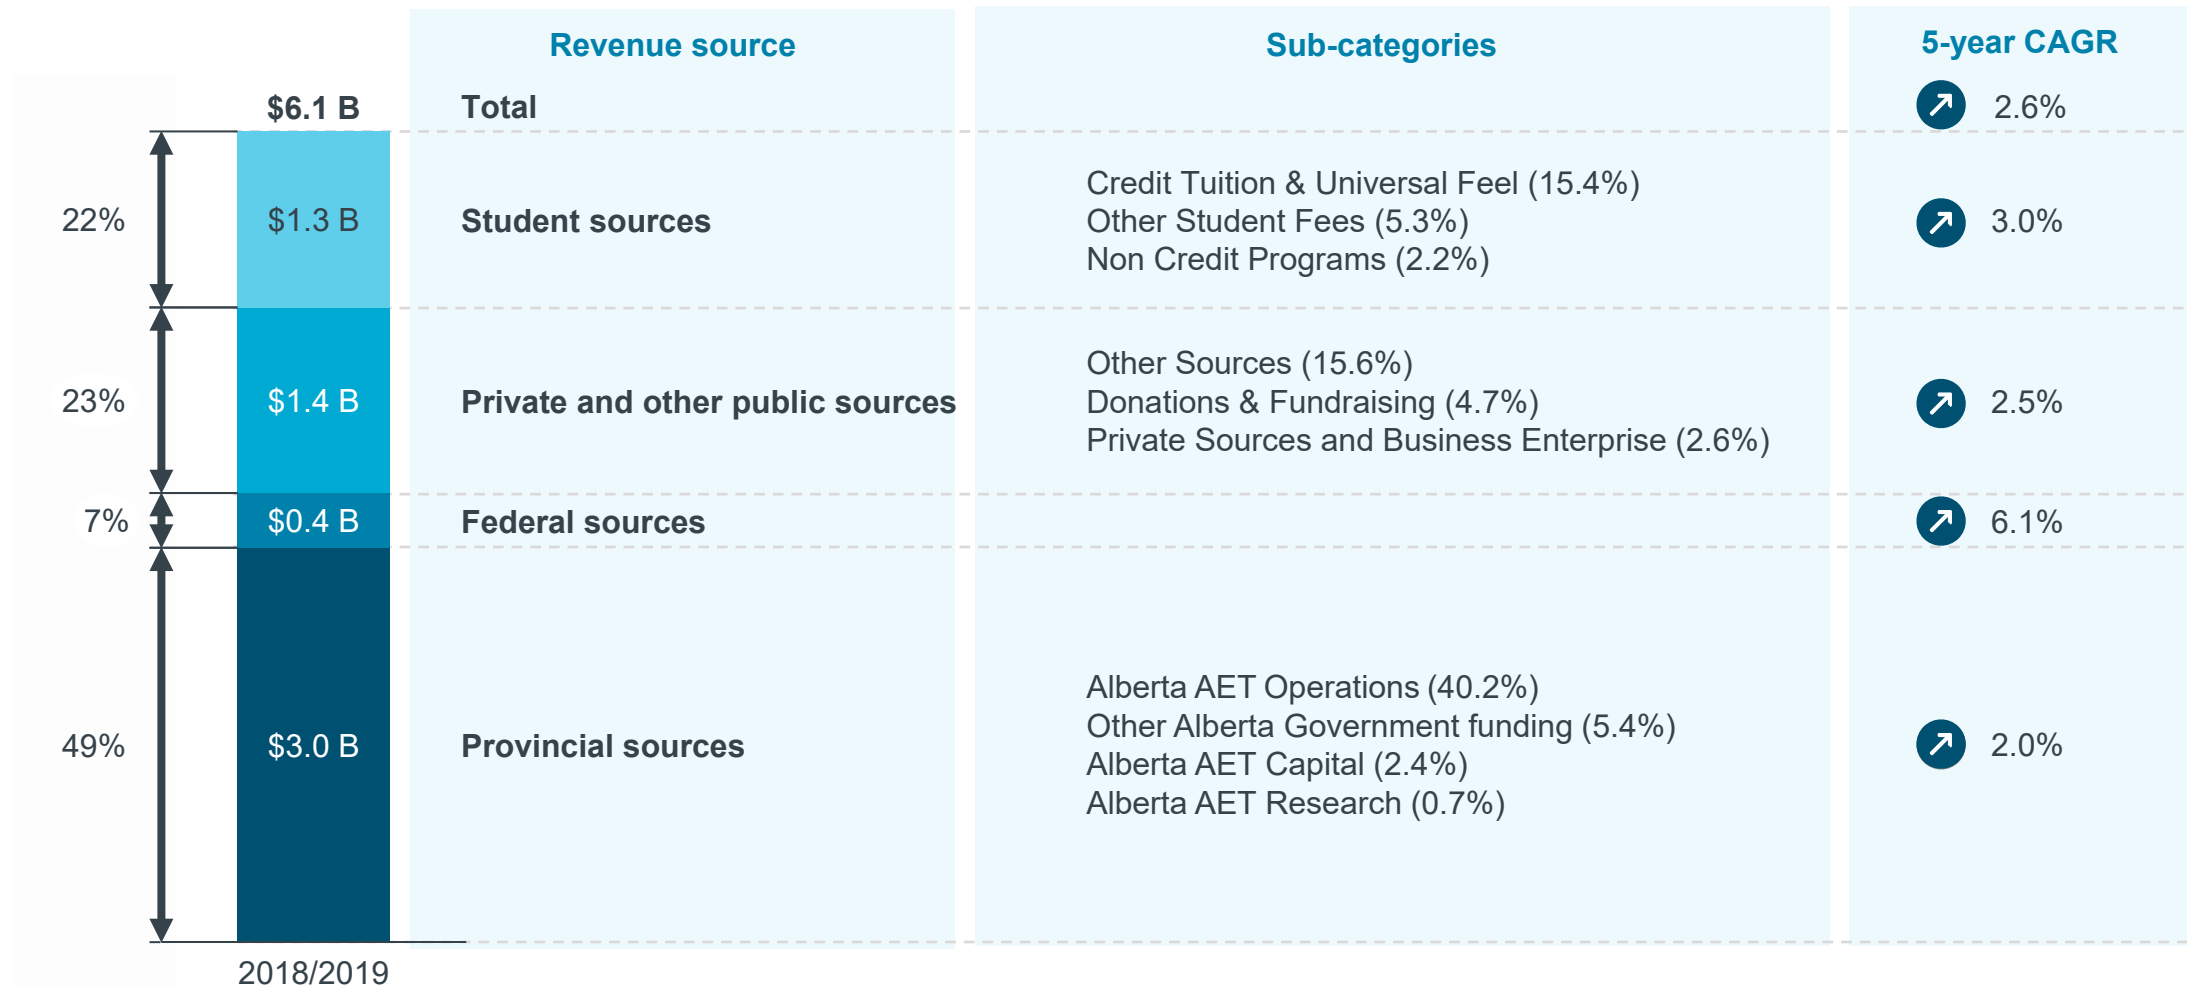 Revenue source
Sub-categories
5-year CAGR
$6.1 B
Total
2.6%
22%
$1.3 B
Student sources
Credit Tuition & Universal Feel (15.4%)
Other Student Fees (5.3%)
Non Credit Programs (2.2%)
3.0%
23%
$1.4 B
Private and other public sources
Other Sources (15.6%)
Donations & Fundraising (4.7%)
Private Sources and Business Enterprise (2.6%)
2.5%
7%
$0.4 B
Federal sources
6.1%
49%
$3.0 B
Provincial sources
Alberta AET Operations (40.2%)
Other Alberta Government funding (5.4%)
Alberta AET Capital (2.4%)
Alberta AET Research (0.7%)
2.0%
2018/2019